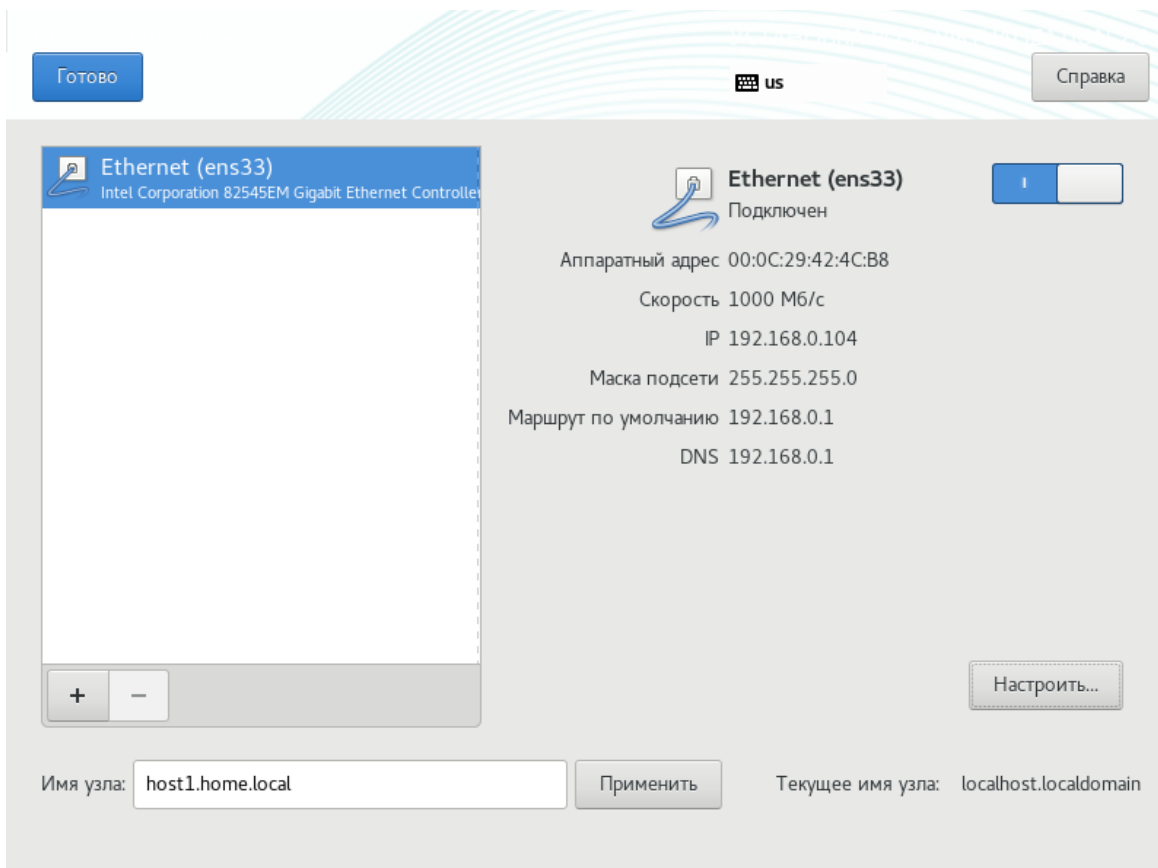 Готово
us
Справка
Ethernet (ens33)
Intel Corporation 82545EM Gigabit Ethernet Controller
Ethernet (ens33)
Подключен
Аппаратный адрес 00:0C:29:42:4C:B8
Скорость 1000 Мб/с
IP 192.168.0.104
Маска подсети 255.255.255.0
Маршрут по умолчанию 192.168.0.1
DNS 192.168.0.1
+ −
Настроить...
Имя узла: host1.home.local Применить Текущее имя узла: localhost.localdomain